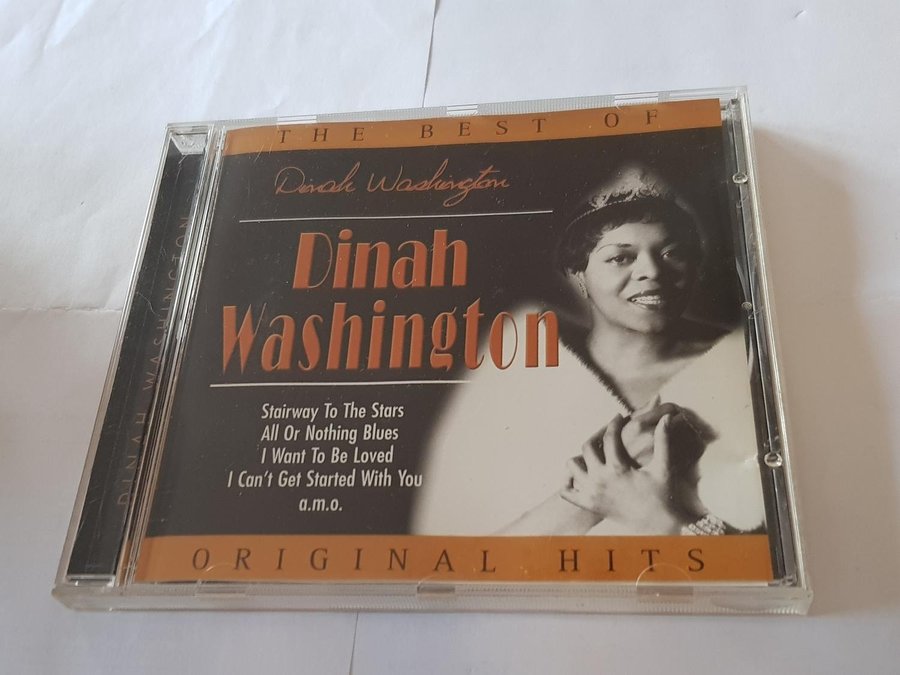 THE BEST OF
Dinah Washington
Dinah
Washington
Stairway To The Stars
All Or Nothing Blues
I Want To Be Loved
I Can't Get Started With You
a.m.o.
ORIGINAL HITS
DINAH WASHINGTON